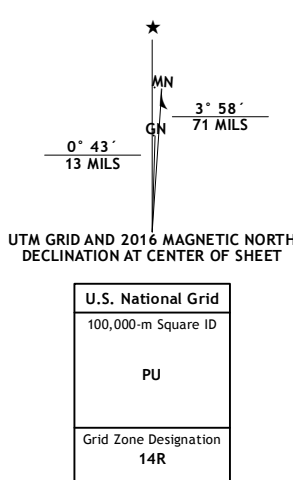 ★
MN
3° 58´
71 MILS
GN
0° 43´
13 MILS
UTM GRID AND 2016 MAGNETIC NORTH
DECLINATION AT CENTER OF SHEET
U.S. National Grid
100,000-m Square ID
PU
Grid Zone Designation
14R